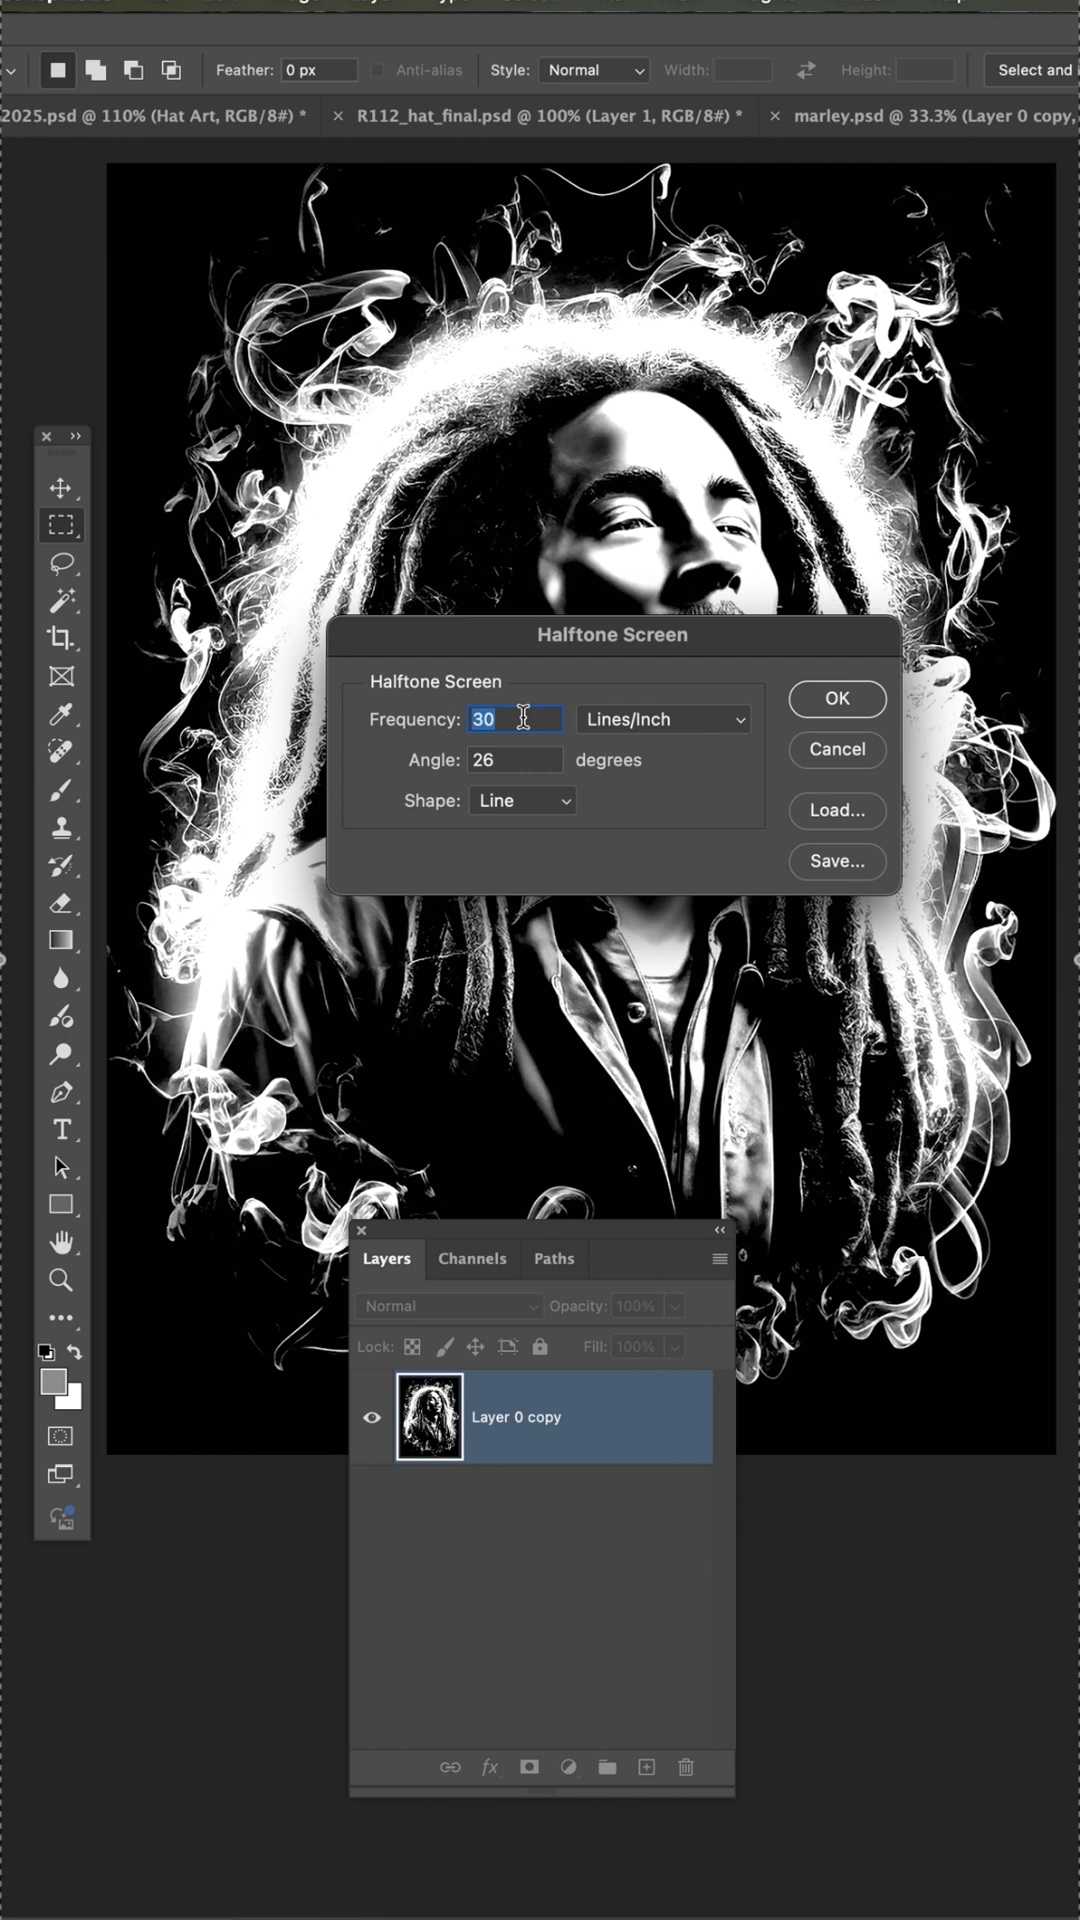 Feather: 0 px
Anti-alias
Style: Normal
Width:
Height:
Select and
2025.psd @ 110% (Hat Art, RGB/8#) *
× R112_hat_final.psd @ 100% (Layer 1, RGB/8#) *
× marley.psd @ 33.3% (Layer 0 copy,
Halftone Screen
Halftone Screen
Frequency: 30 Lines/Inch
Angle: 26 degrees
Shape: Line
OK
Cancel
Load...
Save...
Layers Channels Paths
Normal Opacity: 100%
Lock: Fill: 100%
Layer 0 copy
fx